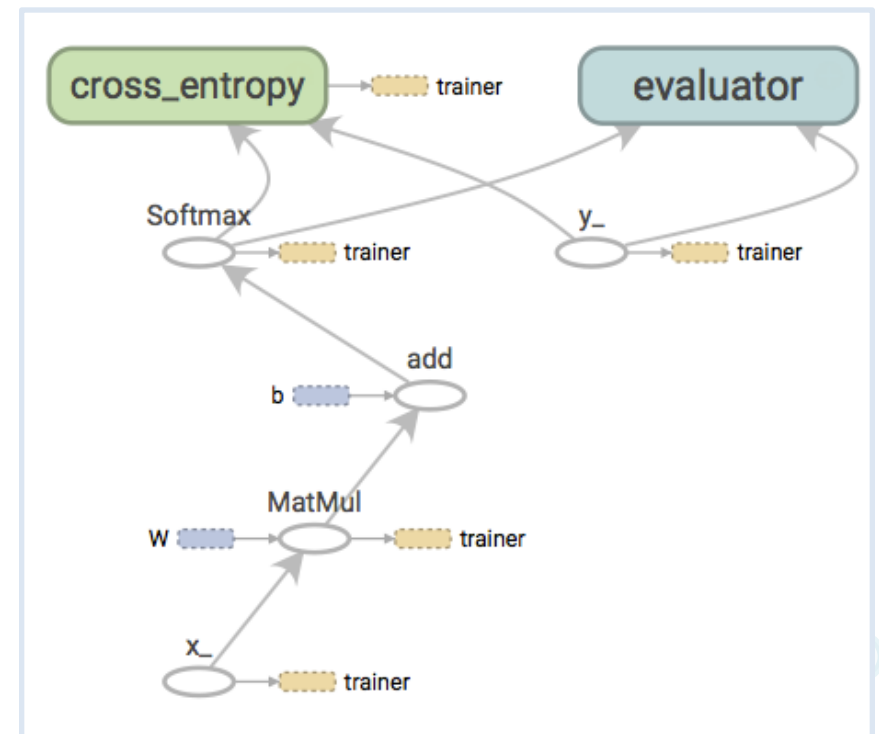 cross_entropy
trainer
evaluator
Softmax
trainer
y_
trainer
add
b
MatMul
W
trainer
x_
trainer